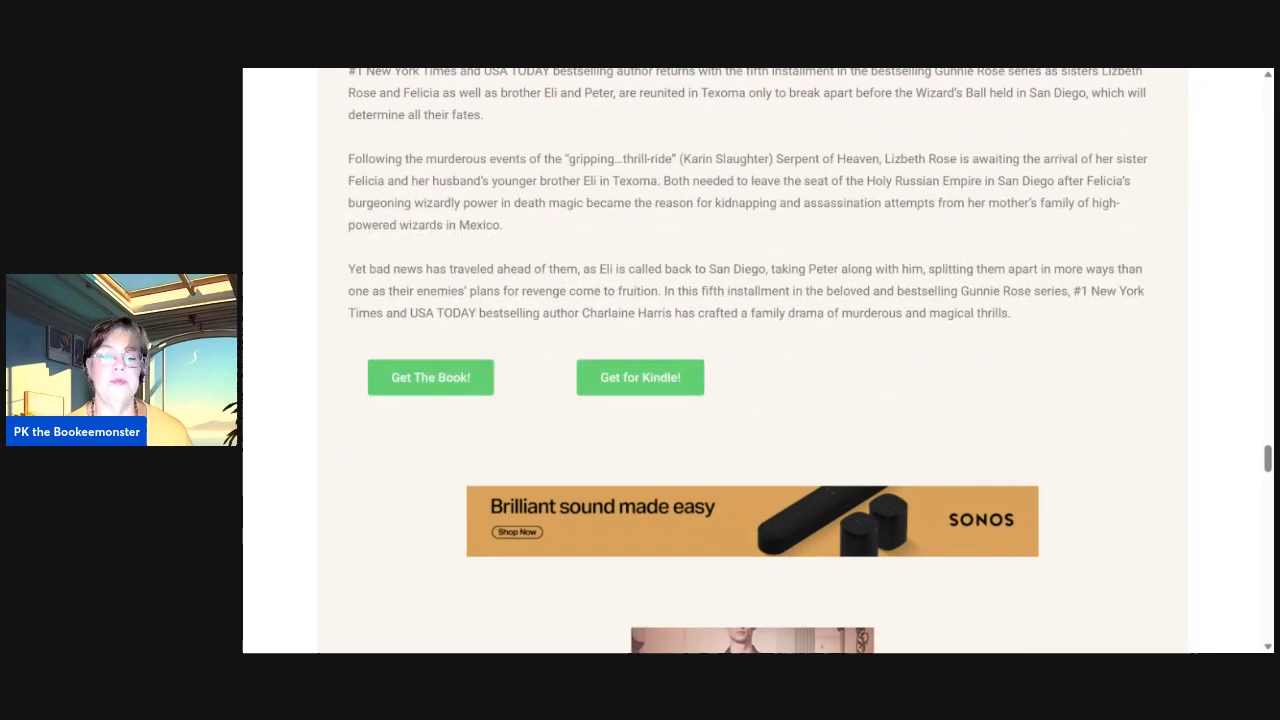 #1 New York Times and USA TODAY bestselling author returns with the fifth installment in the bestselling Gunnie Rose series as sisters Lizbeth
Rose and Felicia as well as brother Eli and Peter, are reunited in Texoma only to break apart before the Wizard's Ball held in San Diego, which will
determine all their fates.
Following the murderous events of the "gripping…thrill-ride" (Karin Slaughter) Serpent of Heaven, Lizbeth Rose is awaiting the arrival of her sister
Felicia and her husband's younger brother Eli in Texoma. Both needed to leave the seat of the Holy Russian Empire in San Diego after Felicia's
burgeoning wizardly power in death magic became the reason for kidnapping and assassination attempts from her mother's family of high-
powered wizards in Mexico.
Yet bad news has traveled ahead of them, as Eli is called back to San Diego, taking Peter along with him, splitting them apart in more ways than
one as their enemies' plans for revenge come to fruition. In this fifth installment in the beloved and bestselling Gunnie Rose series, #1 New York
Times and USA TODAY bestselling author Charlaine Harris has crafted a family drama of murderous and magical thrills.
Get The Book! Get for Kindle!
PK the Bookeemonster
Brilliant sound made easy
Shop Now
SONOS